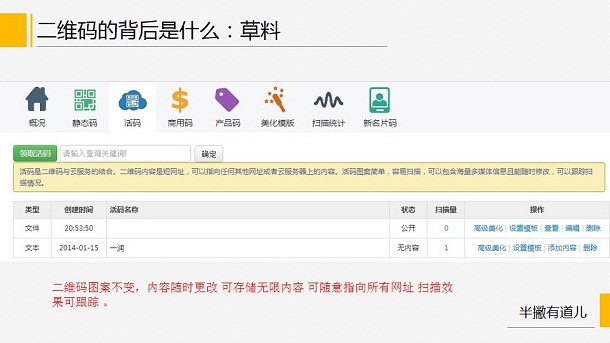 二维码的背后是什么：草料
概况 静态码 活码 商用码 产品码 美化模版 扫描统计 新名片码
领取活码 请输入查询关键词! 确定
活码是二维码与云服务的结合。二维码内容是短网址，可以指向任何其他网址或者云服务器上的内容。活码图案简单，容易扫描，可以包含海量多媒体信息且能随时修改，可以跟踪扫
描情况。
类型 创建时间 活码名称 状态 扫描量 操作
文件 20:53:50 公开 0 高级美化 | 设置模板 | 查看 | 编辑 | 删除
文本 2014-01-15 一润 无内容 1 高级美化 | 设置模板 | 添加内容 | 删除
二维码图案不变，内容随时更改 可存储无限内容 可随意指向所有网址 扫描效
果可跟踪 。
半撇有道儿